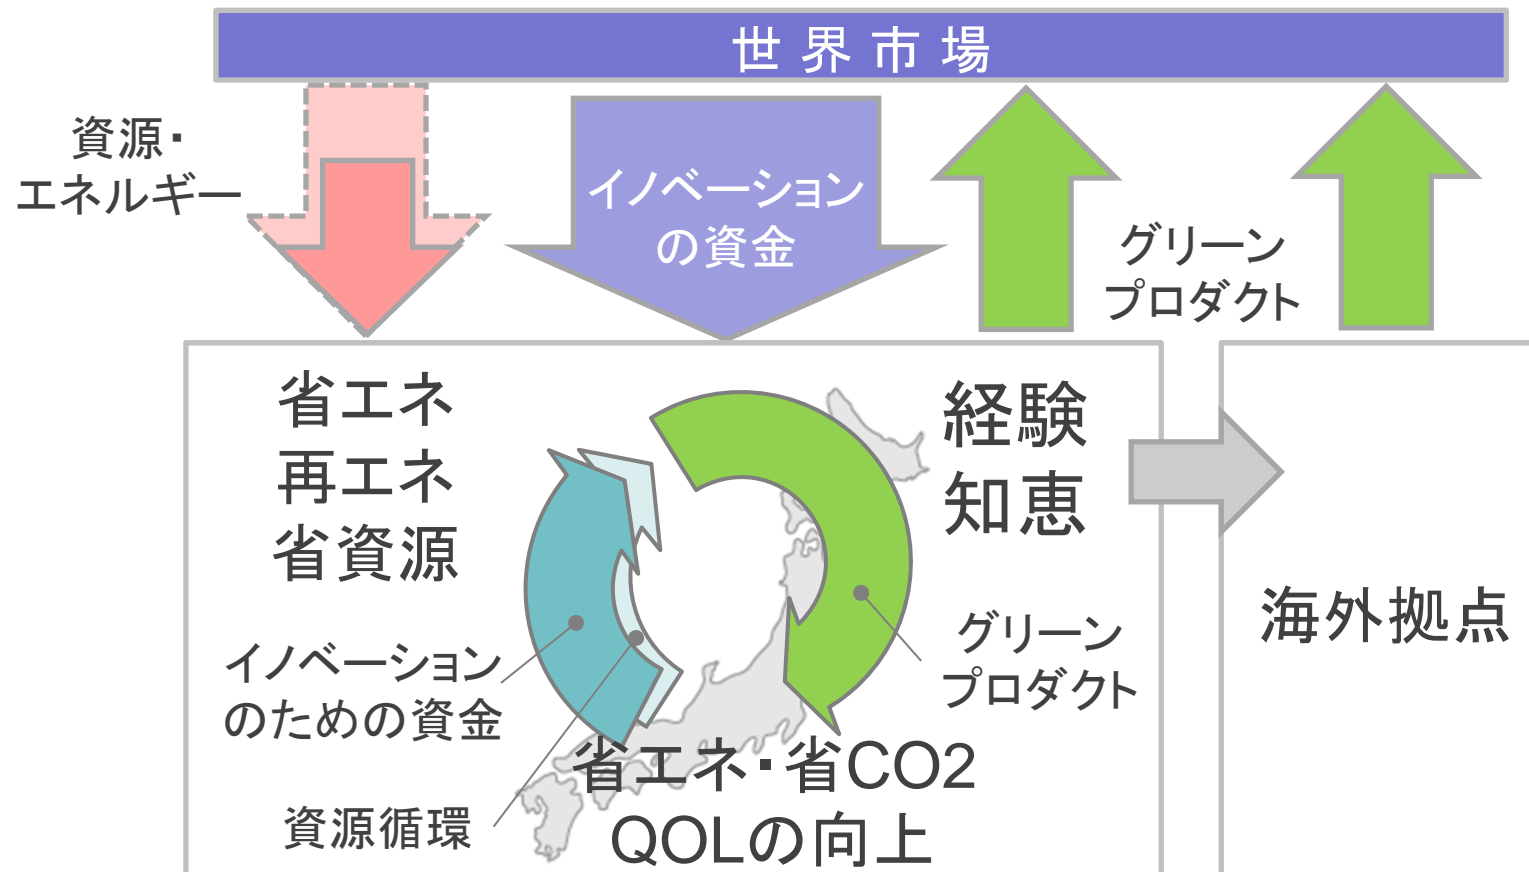 世界市場
資源・
エネルギー
イノベーション
の資金
グリーン
プロダクト
省エネ
再エネ
省資源
経験
知恵
イノベーション
のための資金
グリーン
プロダクト
海外拠点
資源循環
省エネ・省CO2
QOLの向上